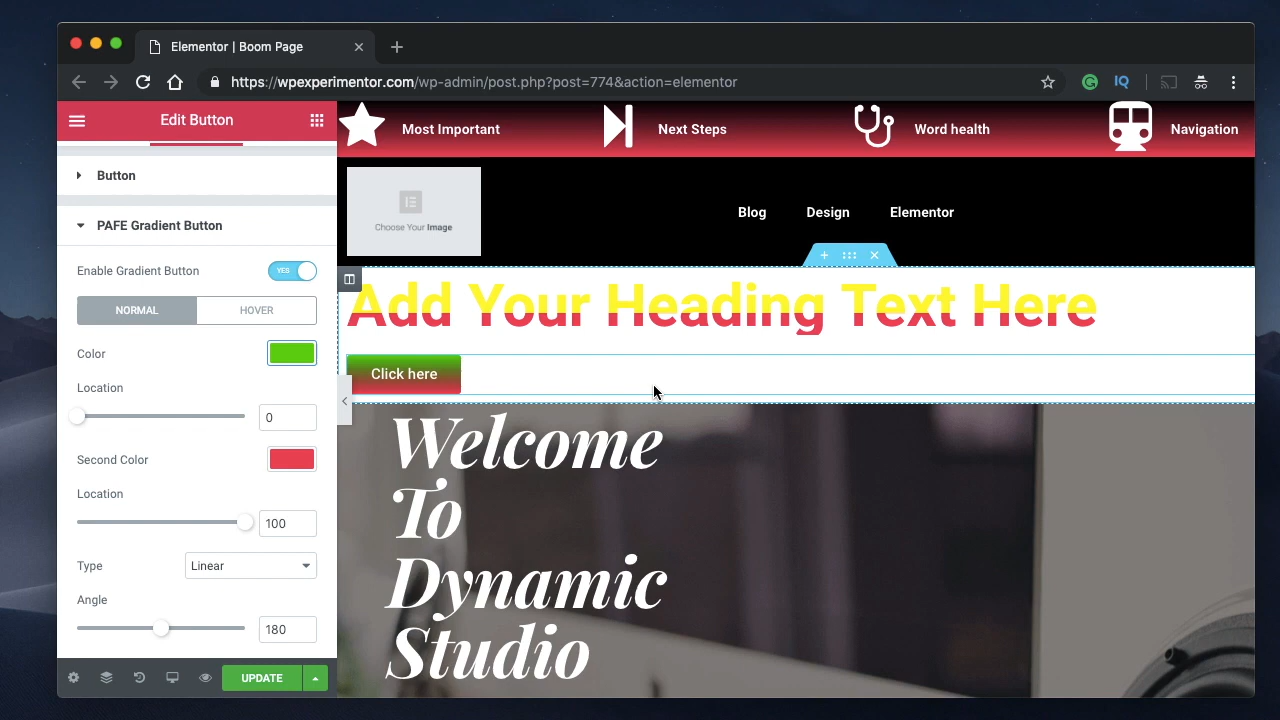 Elementor | Boom Page
https://wpexperimentor.com/wp-admin/post.php?post=774&action=elementor
Edit Button
Most Important
Next Steps
Word health
Navigation
Button
PAFE Gradient Button
Enable Gradient Button
YES
NORMAL
HOVER
Color
Location
0
Second Color
Location
100
Type
Linear
Angle
180
UPDATE
Choose Your Image
Blog
Design
Elementor
Add Your Heading Text Here
Click here
Welcome
To
Dynamic
Studio